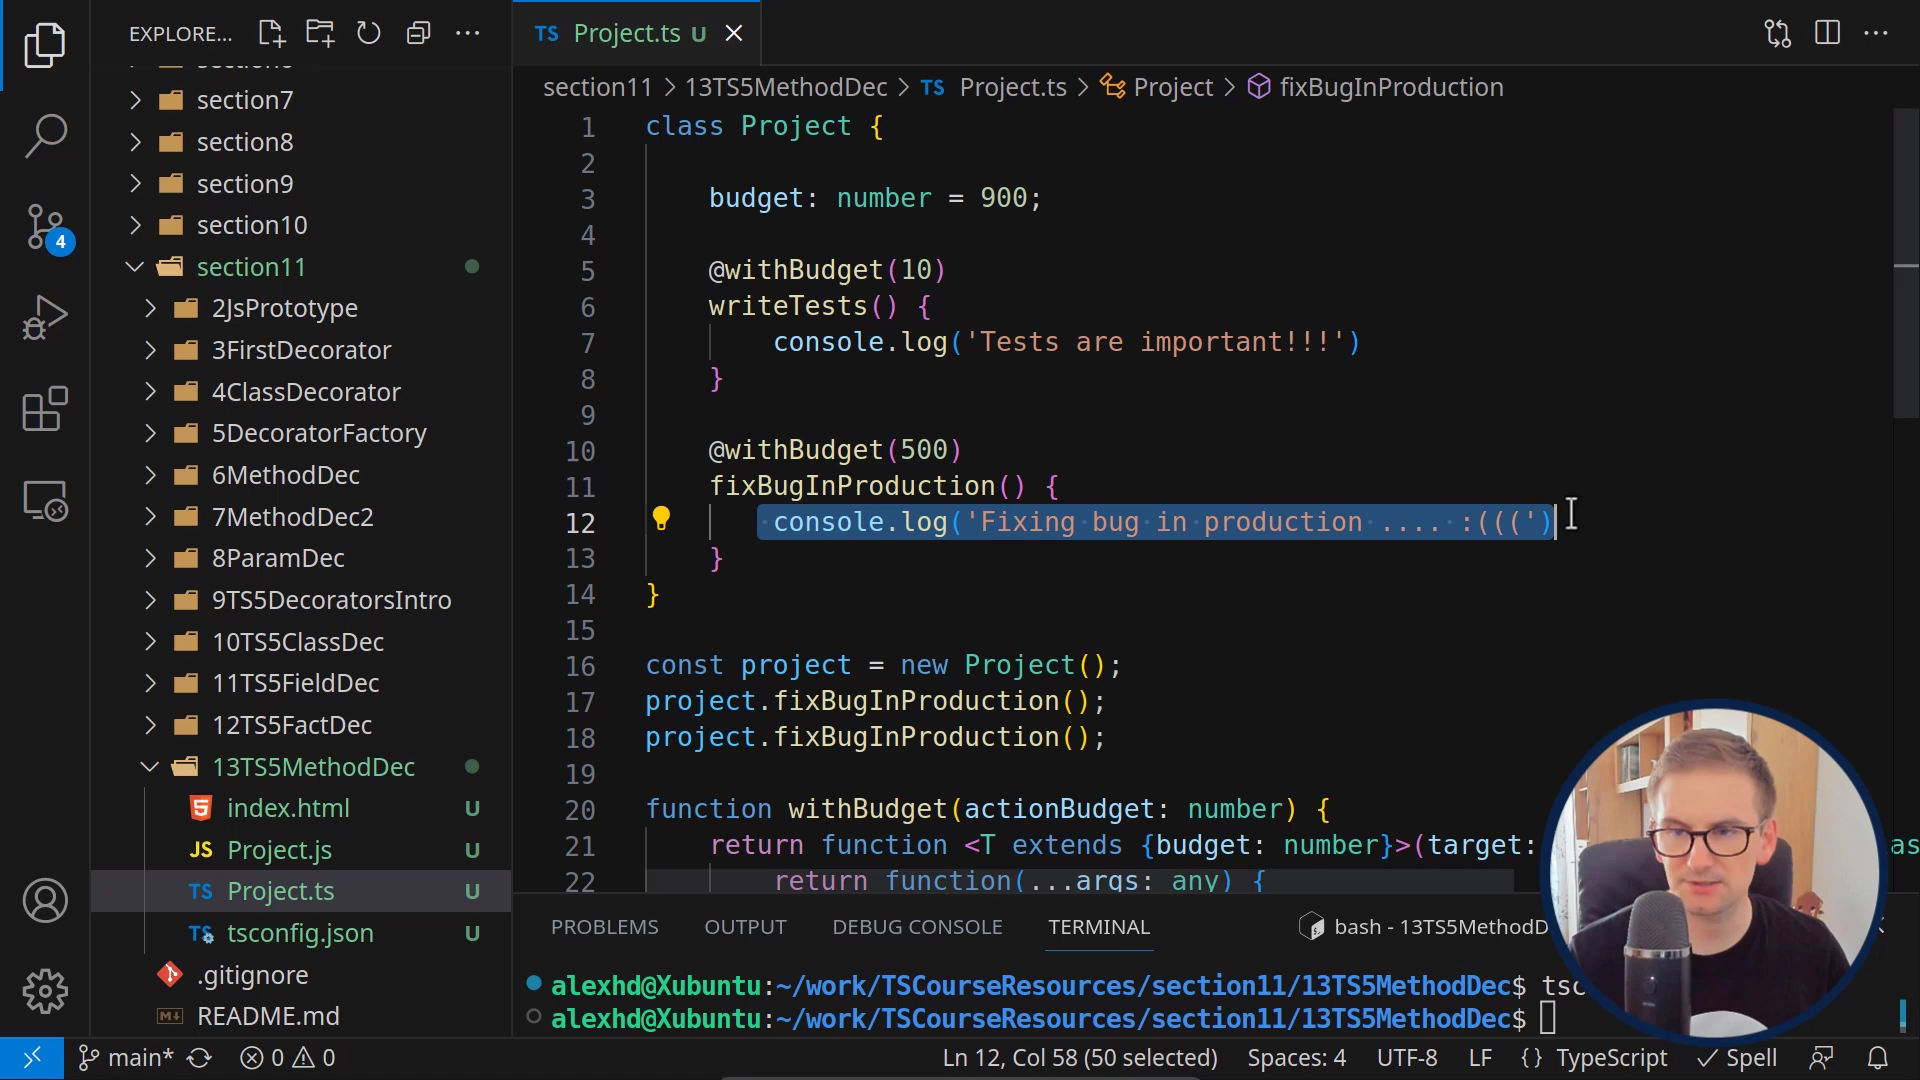 EXPLORE...
section7
section8
section9
section10
section11
2JsPrototype
3FirstDecorator
4ClassDecorator
5DecoratorFactory
6MethodDec
7MethodDec2
8ParamDec
9TS5DecoratorsIntro
10TS5ClassDec
11TS5FieldDec
12TS5FactDec
13TS5MethodDec
index.html U
JS Project.js U
TS Project.ts U
TS tsconfig.json U
.gitignore
README.md
4
TS Project.ts U
section11 > 13TS5MethodDec > TS Project.ts > Project > fixBugInProduction
1 class Project {
2
3 budget: number = 900;
4
5 @withBudget(10)
6 writeTests() {
7 console.log('Tests are important!!!')
8 }
9
10 @withBudget(500)
11 fixBugInProduction() {
12 console.log('Fixing bug in production .... :(((')
13 }
14 }
15
16 const project = new Project();
17 project.fixBugInProduction();
18 project.fixBugInProduction();
19
20 function withBudget(actionBudget: number) {
21 return function <T extends {budget: number}>(target:
22 return function(...args: any) {
PROBLEMS OUTPUT DEBUG CONSOLE TERMINAL bash - 13TS5MethodD
alexhd@Xubuntu:~/work/TSCourseResources/section11/13TS5MethodDec$ tsc
alexhd@Xubuntu:~/work/TSCourseResources/section11/13TS5MethodDec$
main* 0 0 Ln 12, Col 58 (50 selected) Spaces: 4 UTF-8 LF {} TypeScript Spell